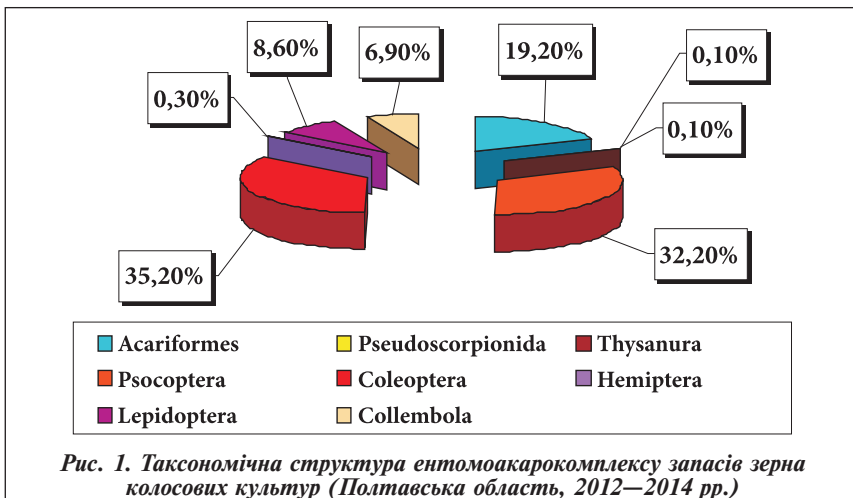 8,60%
6,90%
19,20%
0,10%
0,30%
0,10%
35,20%
32,20%
Acariformes
Pseudoscorpionida
Thysanura
Psocoptera
Coleoptera
Hemiptera
Lepidoptera
Collembola
Рис. 1. Таксономічна структура ентомоакарокомплексу запасів зерна
колосових культур (Полтавська область, 2012—2014 рр.)